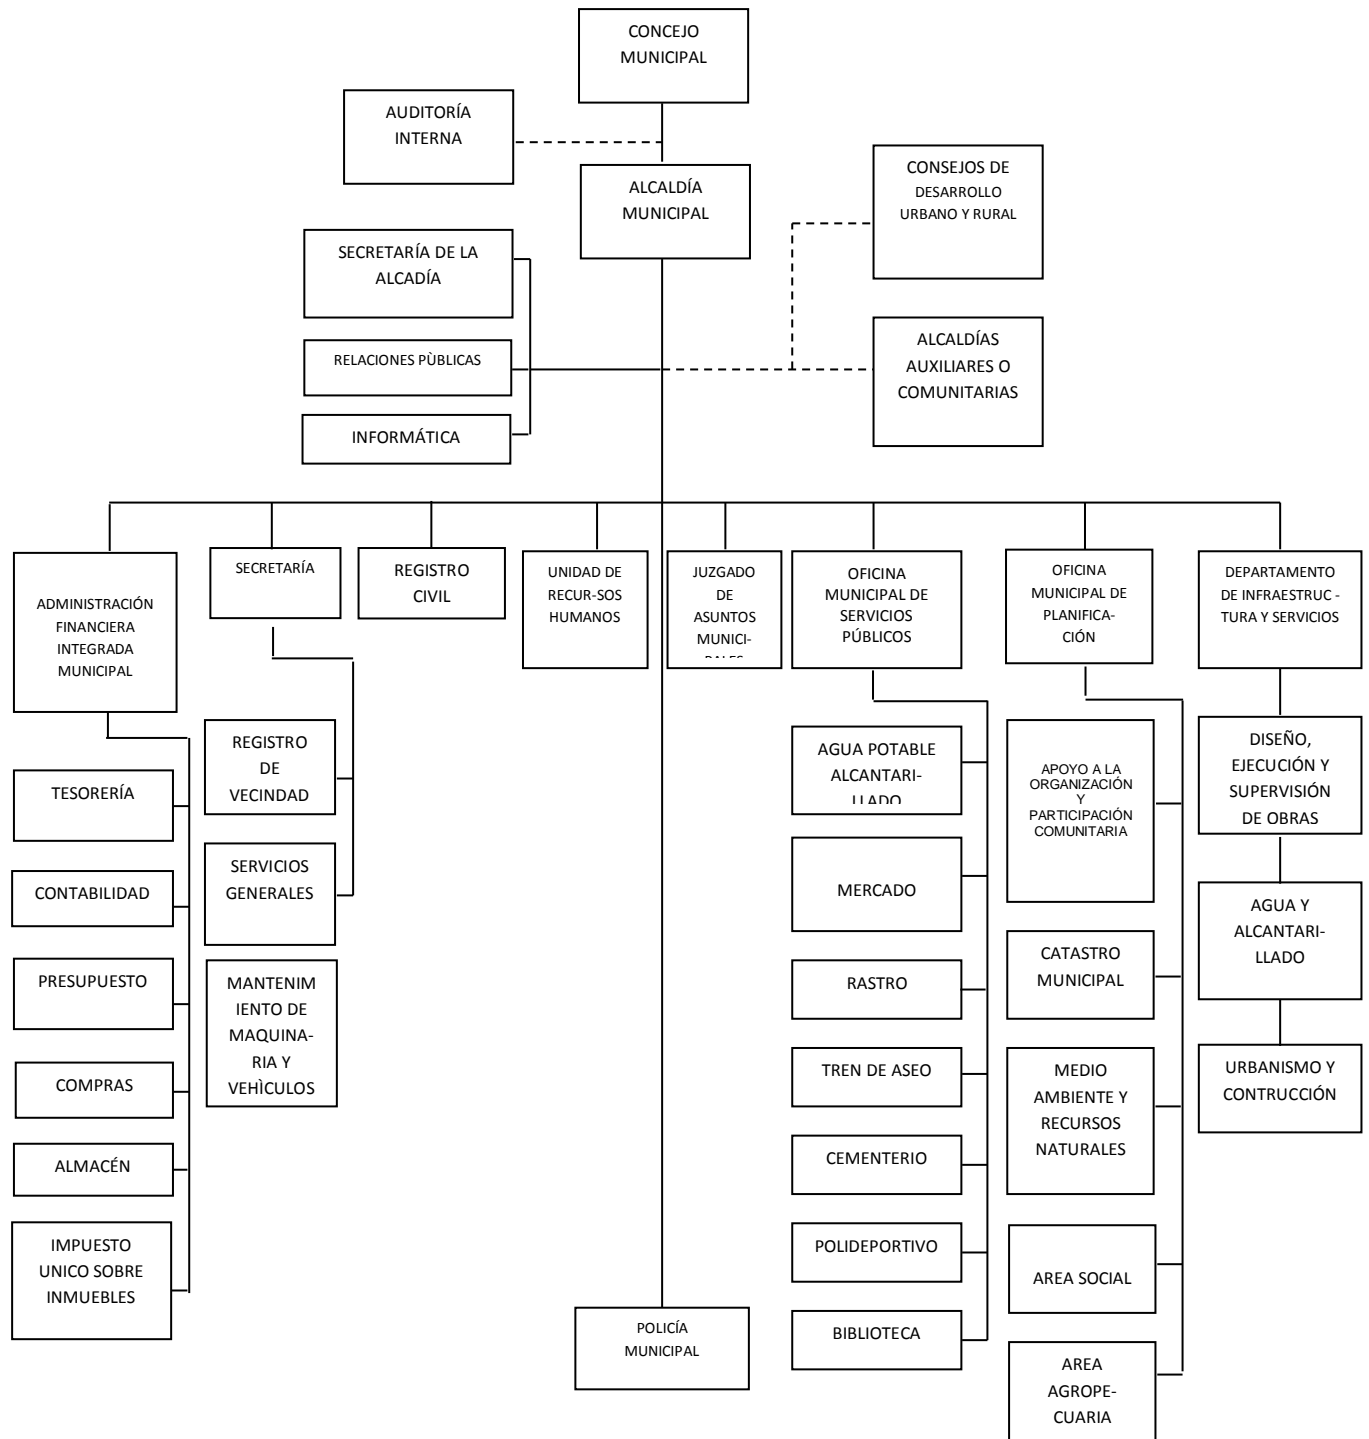 CONCEJO
MUNICIPAL
AUDITORÍA
INTERNA
ALCALDÍA
MUNICIPAL
CONSEJOS DE
DESARROLLO
URBANO Y RURAL
SECRETARÍA DE LA
ALCADÍA
RELACIONES PÙBLICAS
INFORMÁTICA
ALCALDÍAS
AUXILIARES O
COMUNITARIAS
ADMINISTRACIÓN
FINANCIERA
INTEGRADA
MUNICIPAL
SECRETARÍA
REGISTRO
CIVIL
UNIDAD DE
RECUR-SOS
HUMANOS
JUZGADO
DE
ASUNTOS
MUNICI-
OFICINA
MUNICIPAL DE
SERVICIOS
PÚBLICOS
OFICINA
MUNICIPAL DE
PLANIFICA-
CIÓN
DEPARTAMENTO
DE INFRAESTRUC -
TURA Y SERVICIOS
TESORERÍA
CONTABILIDAD
PRESUPUESTO
COMPRAS
ALMACÉN
IMPUESTO
UNICO SOBRE
INMUEBLES
REGISTRO
DE
VECINDAD
SERVICIOS
GENERALES
MANTENIM
IENTO DE
MAQUINA-
RIA Y
VEHÌCULOS
POLICÍA
MUNICIPAL
AGUA POTABLE
ALCANTARI-
MERCADO
RASTRO
TREN DE ASEO
CEMENTERIO
POLIDEPORTIVO
BIBLIOTECA
APOYO A LA
ORGANIZACIÓN
Y
PARTICIPACIÓN
COMUNITARIA
CATASTRO
MUNICIPAL
MEDIO
AMBIENTE Y
RECURSOS
NATURALES
AREA SOCIAL
AREA
AGROPE-
CUARIA
DISEÑO,
EJECUCIÓN Y
SUPERVISIÓN
DE OBRAS
AGUA Y
ALCANTARI-
LLADO
URBANISMO Y
CONTRUCCIÓN